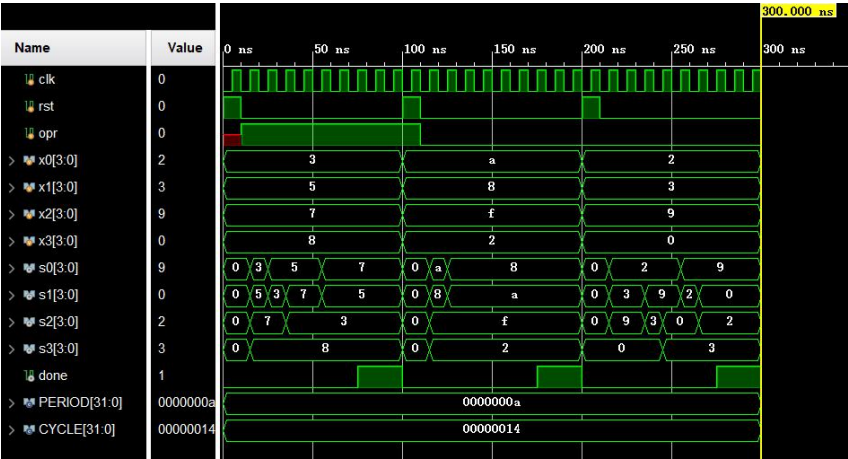 300.000 ns
Name Value 0 ns 50 ns 100 ns 150 ns 200 ns 250 ns 300 ns
clk 0
rst 0
opr 0
x0[3:0] 2 3 a 2
x1[3:0] 3 5 8 3
x2[3:0] 9 7 f 9
x3[3:0] 0 8 2 0
s0[3:0] 9 0 3 5 7 0 a 8 0 2 9
s1[3:0] 0 0 5 3 7 5 0 8 a 0 3 9 2 0
s2[3:0] 2 0 7 3 0 f 0 9 3 0 2
s3[3:0] 3 0 8 0 2 0 3
done 1
PERIOD[31:0] 0000000a 0000000a
CYCLE[31:0] 00000014 00000014